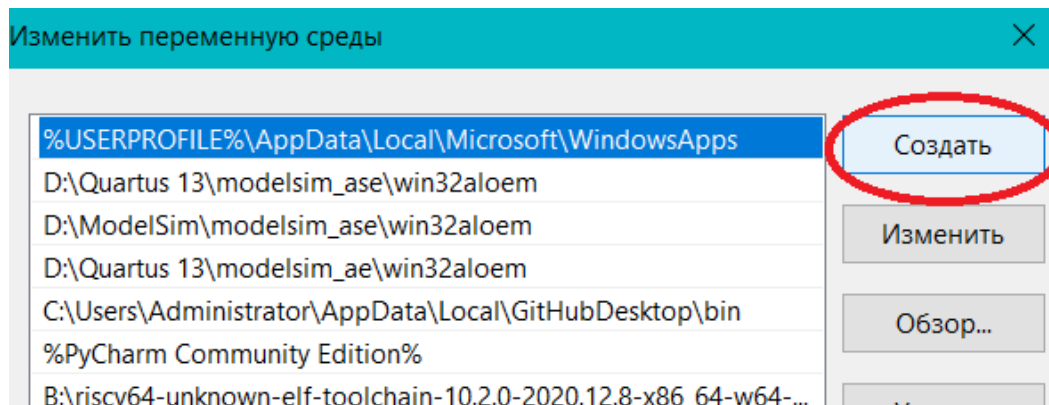 Изменить переменную среды
%USERPROFILE%\AppData\Local\Microsoft\WindowsApps
Создать
D:\Quartus 13\modelsim_ase\win32aloem
D:\ModelSim\modelsim_ase\win32aloem
Изменить
D:\Quartus 13\modelsim_ae\win32aloem
C:\Users\Administrator\AppData\Local\GitHubDesktop\bin
Обзор...
%PyCharm Community Edition%
B:\riscv64-unknown-elf-toolchain-10.2.0-2020.12.8-x86_64-w64-...